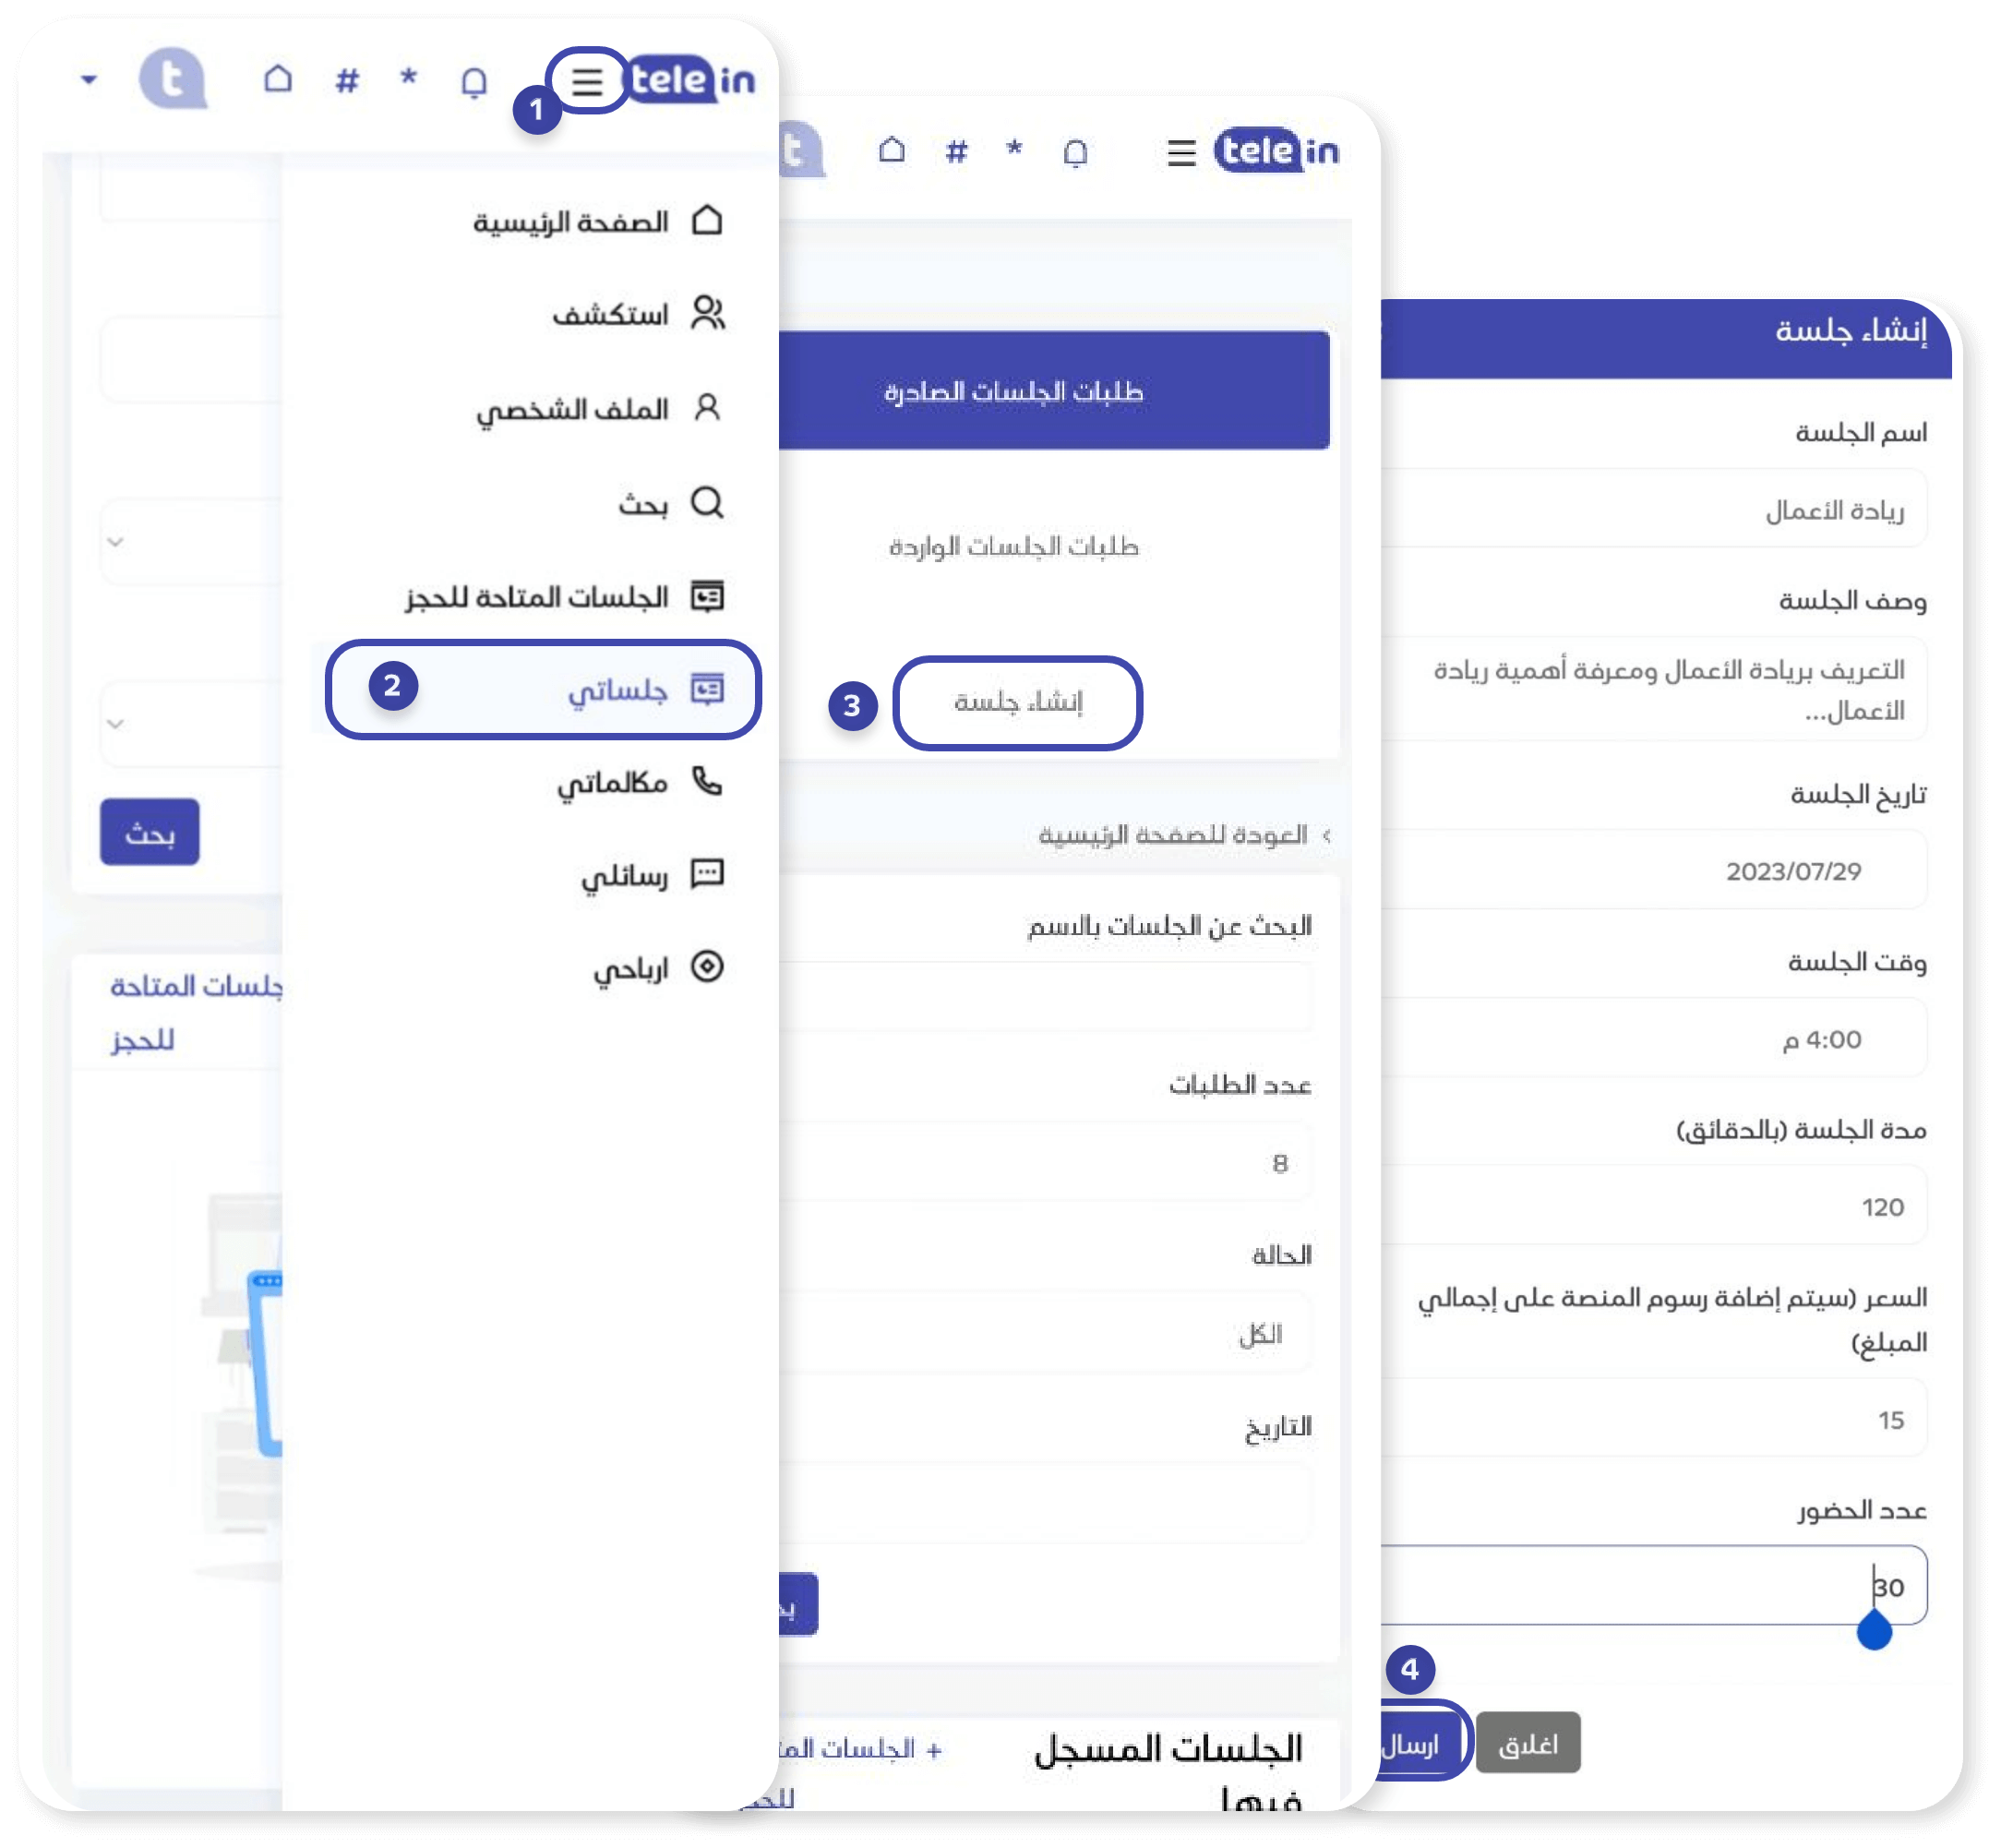 telein
#
*
1
الصفحة الرئيسية
استكشف
الملف الشخصي
بحث
الجلسات المتاحة للحجز
جلساتي
2
مكالماتي
رسائلي
ارباحي
بحث
المتاحة
للحجز
telein
*
#
طلبات الجلسات الصادرة
طلبات الجلسات الواردة
إنشاء جلسة
3
العودة للصفحة الرئيسية
البحث عن الجلسات بالاسم
عدد الطلبات
8
الحالة
الكل
التاريخ
الجلسات المسجل
فيها
+ الجلسات
إنشاء جلسة
اسم الجلسة
ريادة الأعمال
وصف الجلسة
التعريف بريادة الأعمال ومعرفة أهمية ريادة
الأعمال...
تاريخ الجلسة
2023/07/29
وقت الجلسة
4:00 م
مدة الجلسة (بالدقائق)
120
السعر (سيتم إضافة رسوم المنصة على إجمالي
المبلغ)
15
عدد الحضور
30
4
اغلاق
ارسال